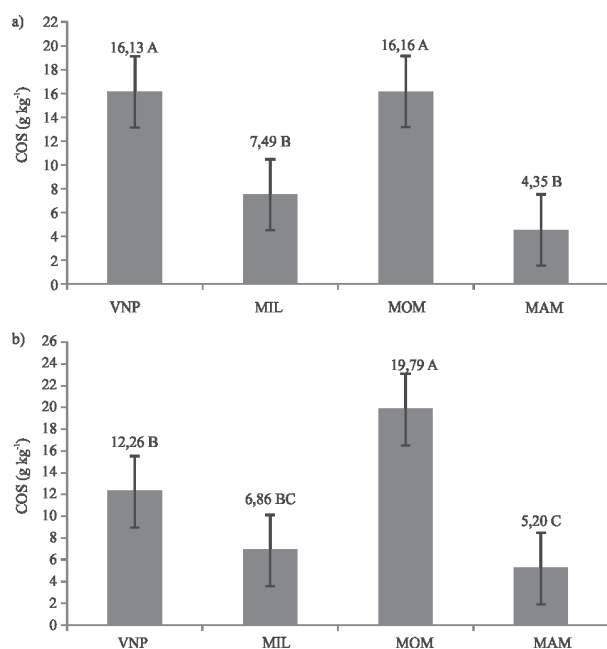 a)
COS (g kg⁻¹)
22
20
18
16
14
12
10
8
6
4
2
0
16,13 A
7,49 B
16,16 A
4,35 B
VNP MIL MOM MAM
b)
COS (g kg⁻¹)
26
24
22
20
18
16
14
12
10
8
6
4
2
0
12,26 B
6,86 BC
19,79 A
5,20 C
VNP MIL MOM MAM